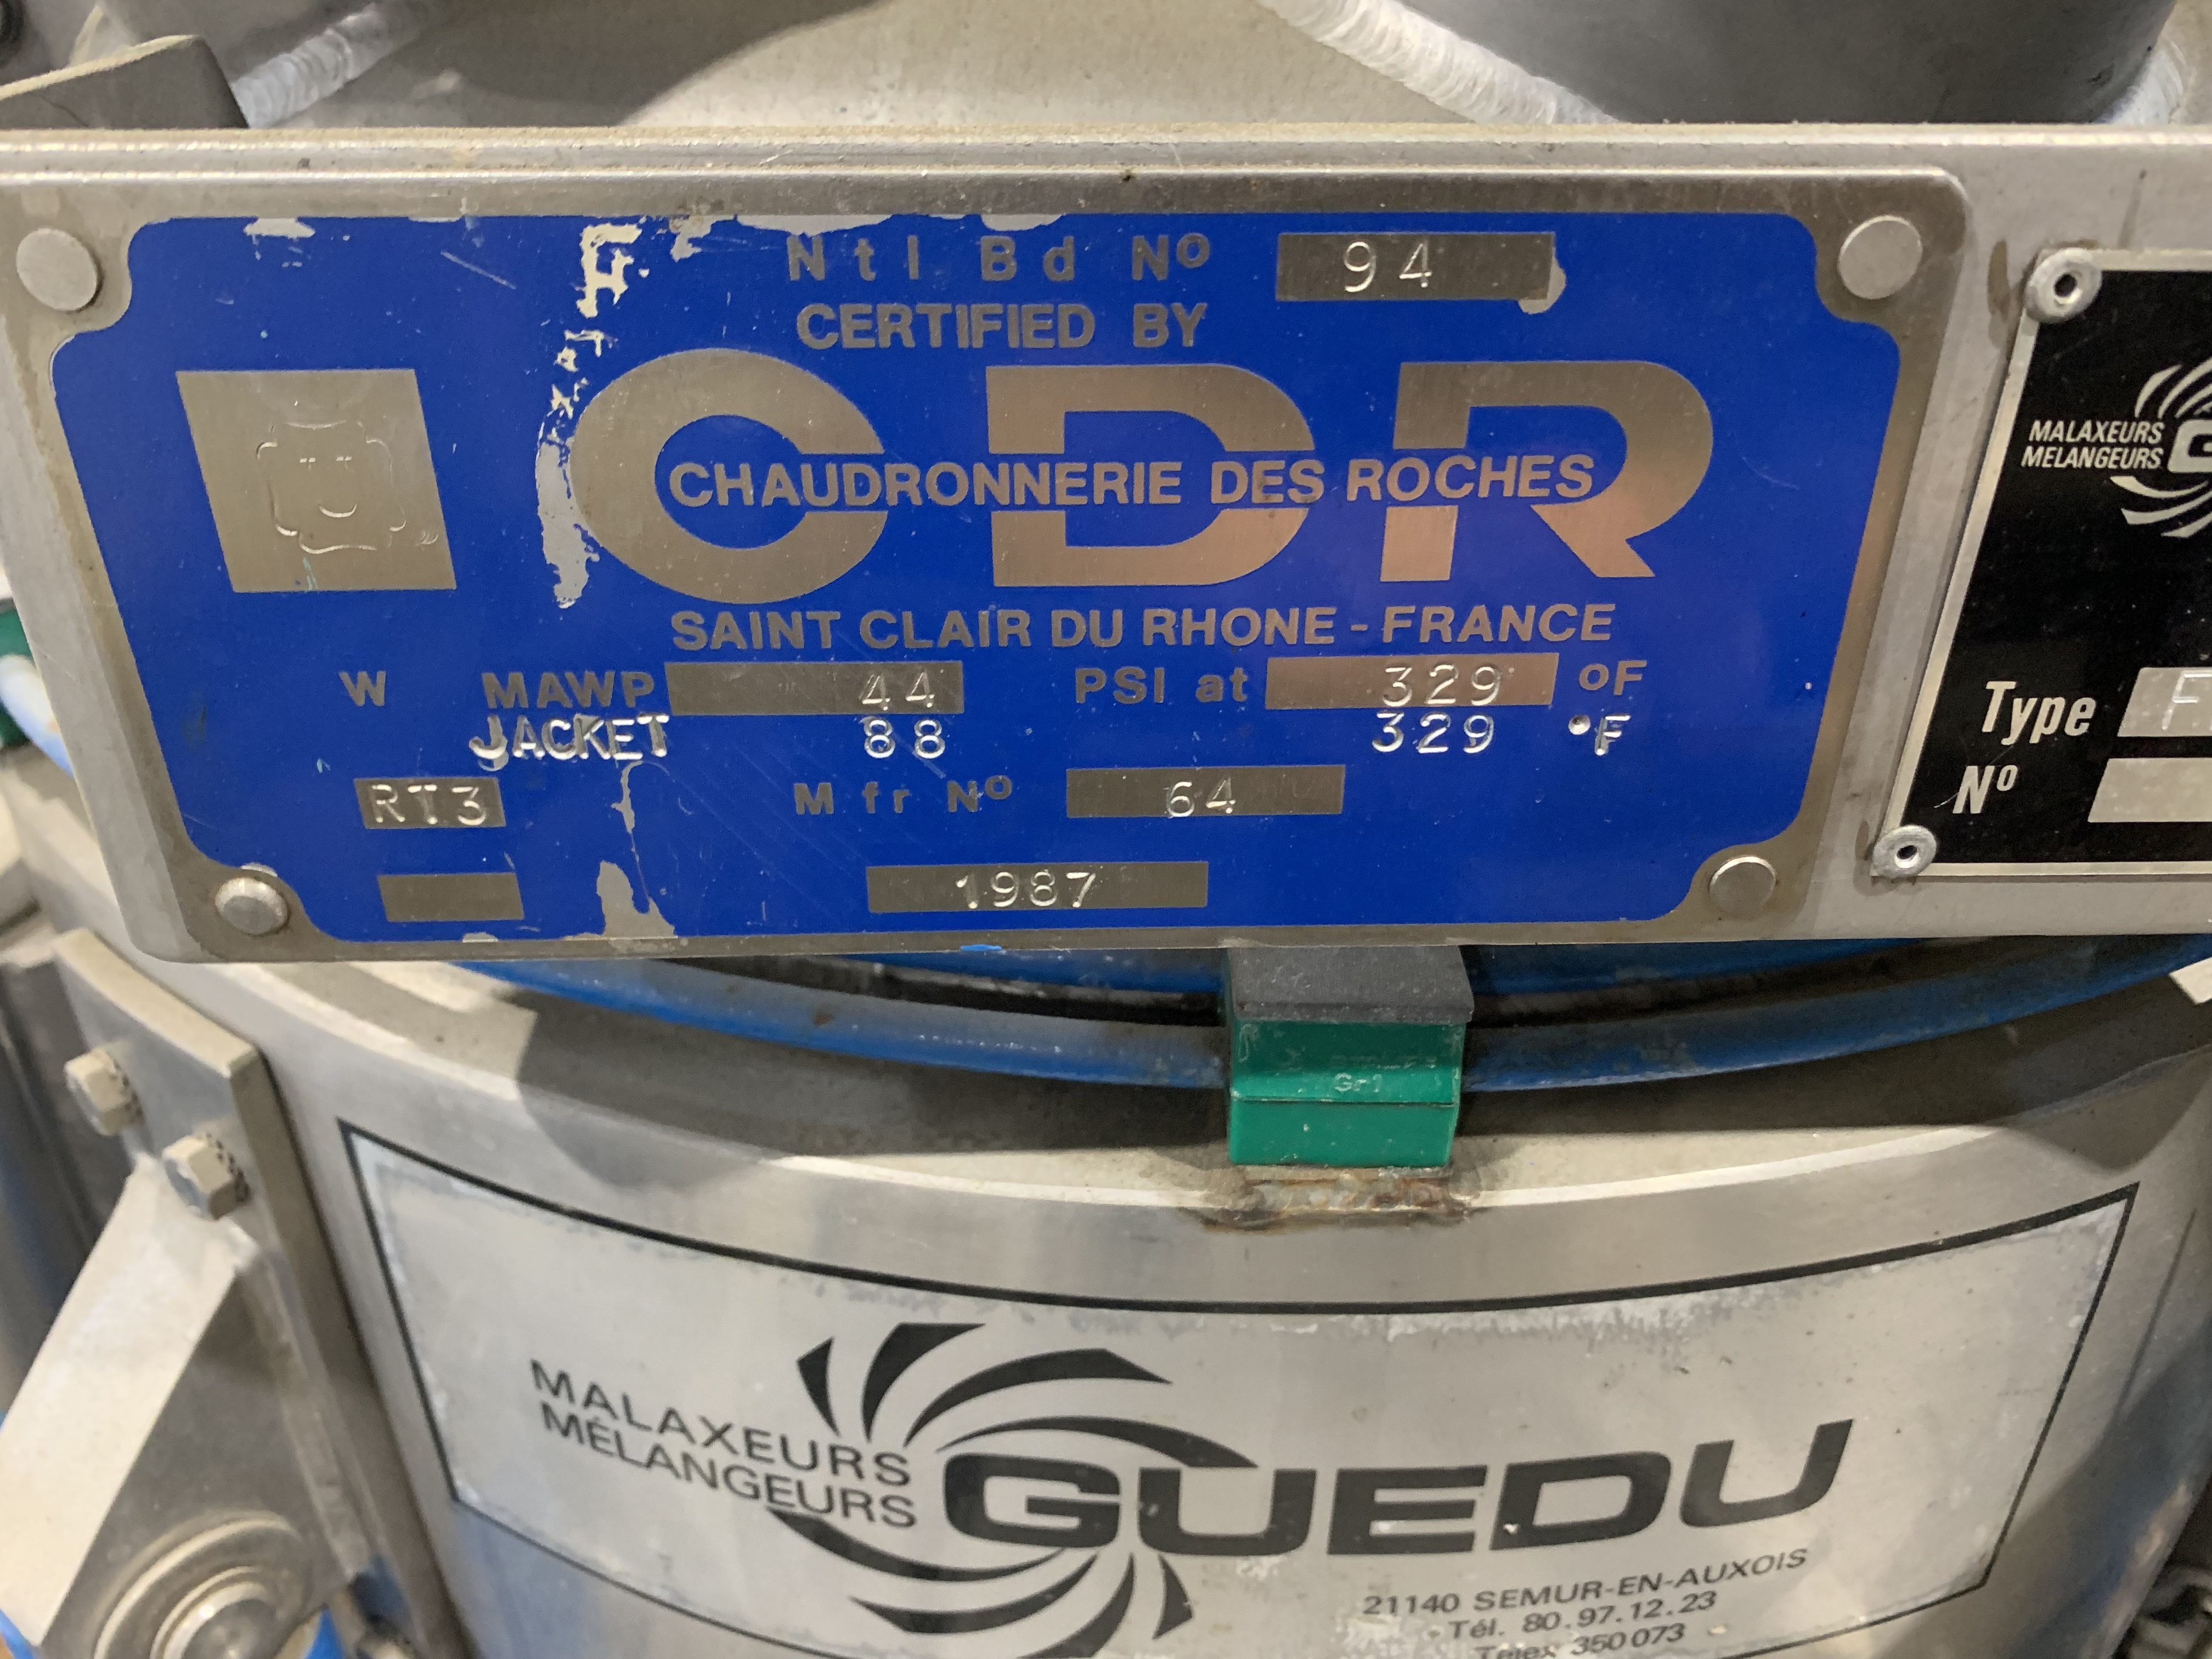 Ntl Bd Nº 94
CERTIFIED BY
CDR
CHAUDRONNERIE DES ROCHES
SAINT CLAIR DU RHONE - FRANCE
W MAWP 44 PSI at 329 ºF
JACKET 88 329 °F
RT3 Mfr Nº 64
1987
MALAXEURS
MELANGEURS
Type
Nº
Gr1
MALAXEURS
MÉLANGEURS
GUEDU
21140 SEMUR-EN-AUXOIS
Tél. 80.97.12.23
Telex 350073